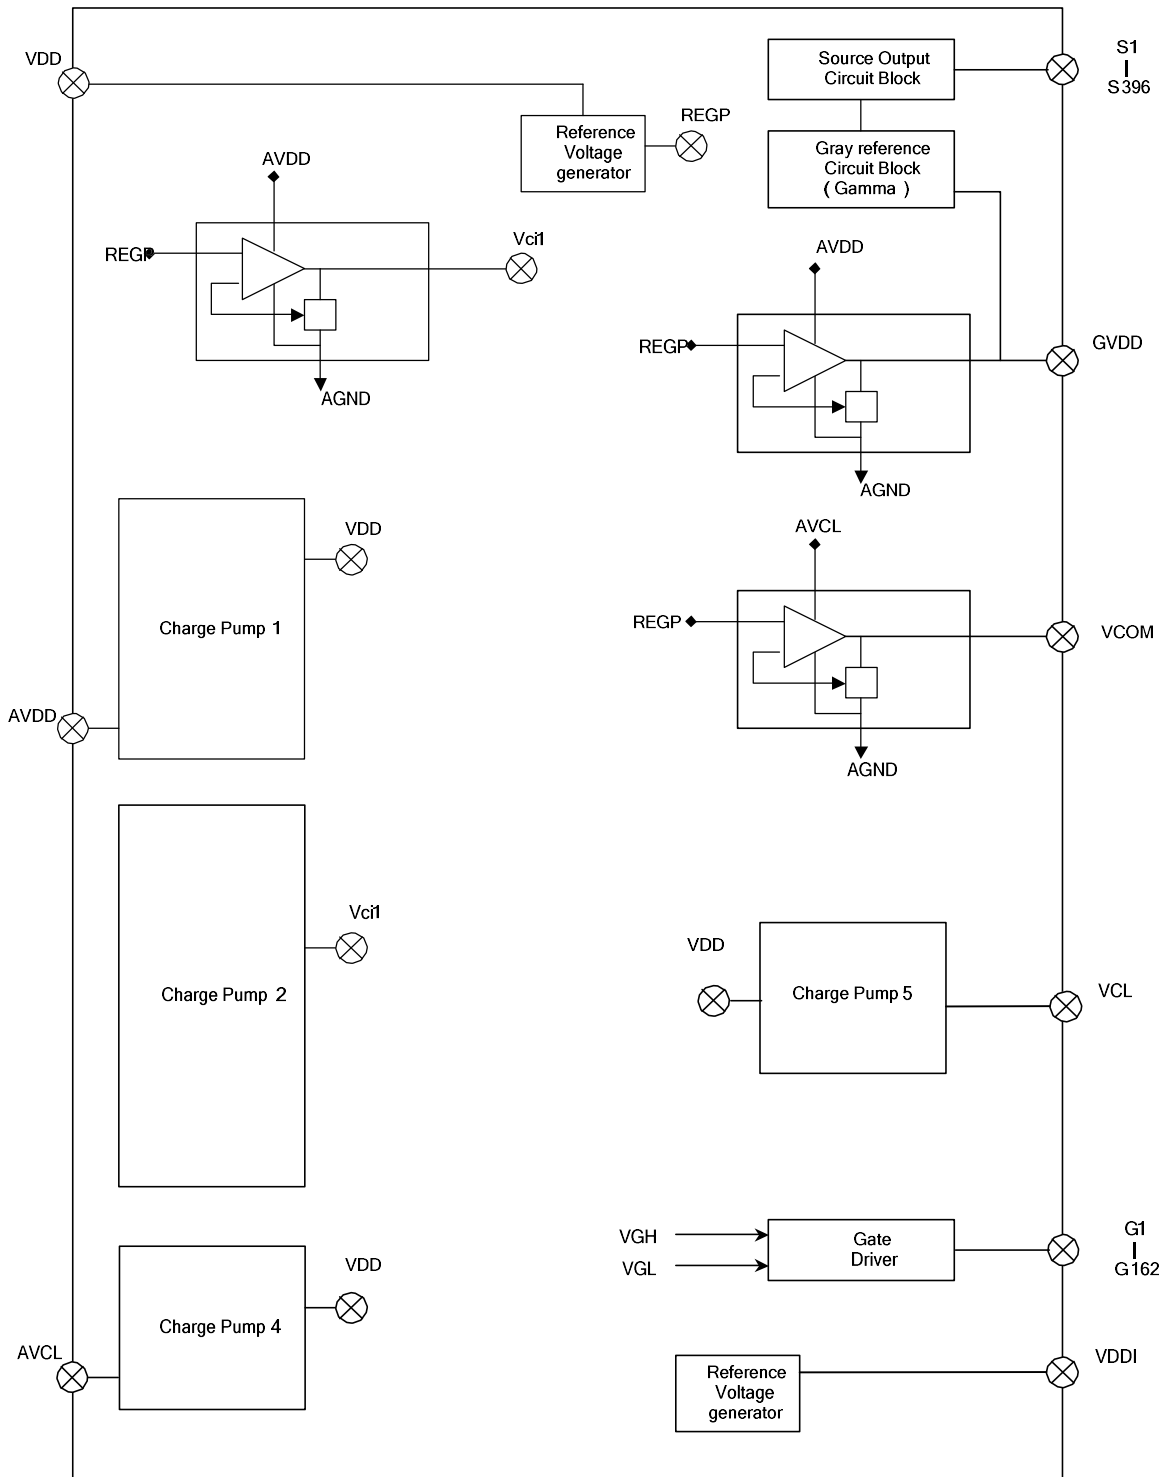 VDD
S1
S396
Source Output
Circuit Block
REGP
Reference
Voltage
generator
Gray reference
Circuit Block
( Gamma )
AVDD
REGP
Vci1
AGND
AVDD
REGP
GVDD
AGND
VDD
Charge Pump 1
AVDD
AVCL
REGP
VCOM
AGND
Vci1
Charge Pump 2
VDD
Charge Pump 5
VCL
VGH
VGL
Gate
Driver
G1
G162
VDD
Charge Pump 4
AVCL
Reference
Voltage
generator
VDDI